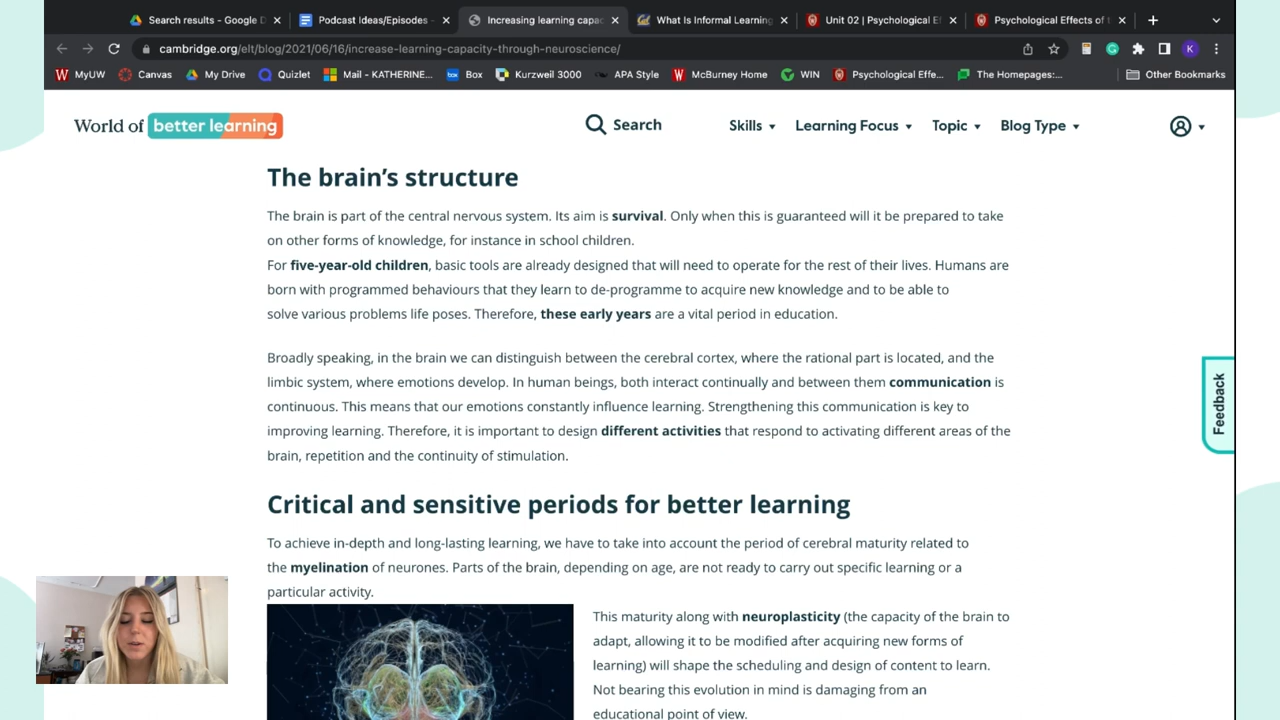 Search results - Google D
Podcast Ideas/Episodes -
Increasing learning capac
What Is Informal Learning
Unit 02 | Psychological Ef
Psychological Effects of t
cambridge.org/elt/blog/2021/06/16/increase-learning-capacity-through-neuroscience/
K
MyUW
Canvas
My Drive
Quizlet
Mail - KATHERINE...
box Box
Kurzweil 3000
APA Style
McBurney Home
WIN
Psychological Effe...
The Homepages:...
Other Bookmarks
World of better learning
Search
Skills
Learning Focus
Topic
Blog Type
The brain's structure
The brain is part of the central nervous system. Its aim is survival. Only when this is guaranteed will it be prepared to take
on other forms of knowledge, for instance in school children.
For five-year-old children, basic tools are already designed that will need to operate for the rest of their lives. Humans are
born with programmed behaviours that they learn to de-programme to acquire new knowledge and to be able to
solve various problems life poses. Therefore, these early years are a vital period in education.
Broadly speaking, in the brain we can distinguish between the cerebral cortex, where the rational part is located, and the
limbic system, where emotions develop. In human beings, both interact continually and between them communication is
continuous. This means that our emotions constantly influence learning. Strengthening this communication is key to
improving learning. Therefore, it is important to design different activities that respond to activating different areas of the
brain, repetition and the continuity of stimulation.
Feedback
Critical and sensitive periods for better learning
To achieve in-depth and long-lasting learning, we have to take into account the period of cerebral maturity related to
the myelination of neurones. Parts of the brain, depending on age, are not ready to carry out specific learning or a
particular activity.
This maturity along with neuroplasticity (the capacity of the brain to
adapt, allowing it to be modified after acquiring new forms of
learning) will shape the scheduling and design of content to learn.
Not bearing this evolution in mind is damaging from an
educational point of view.